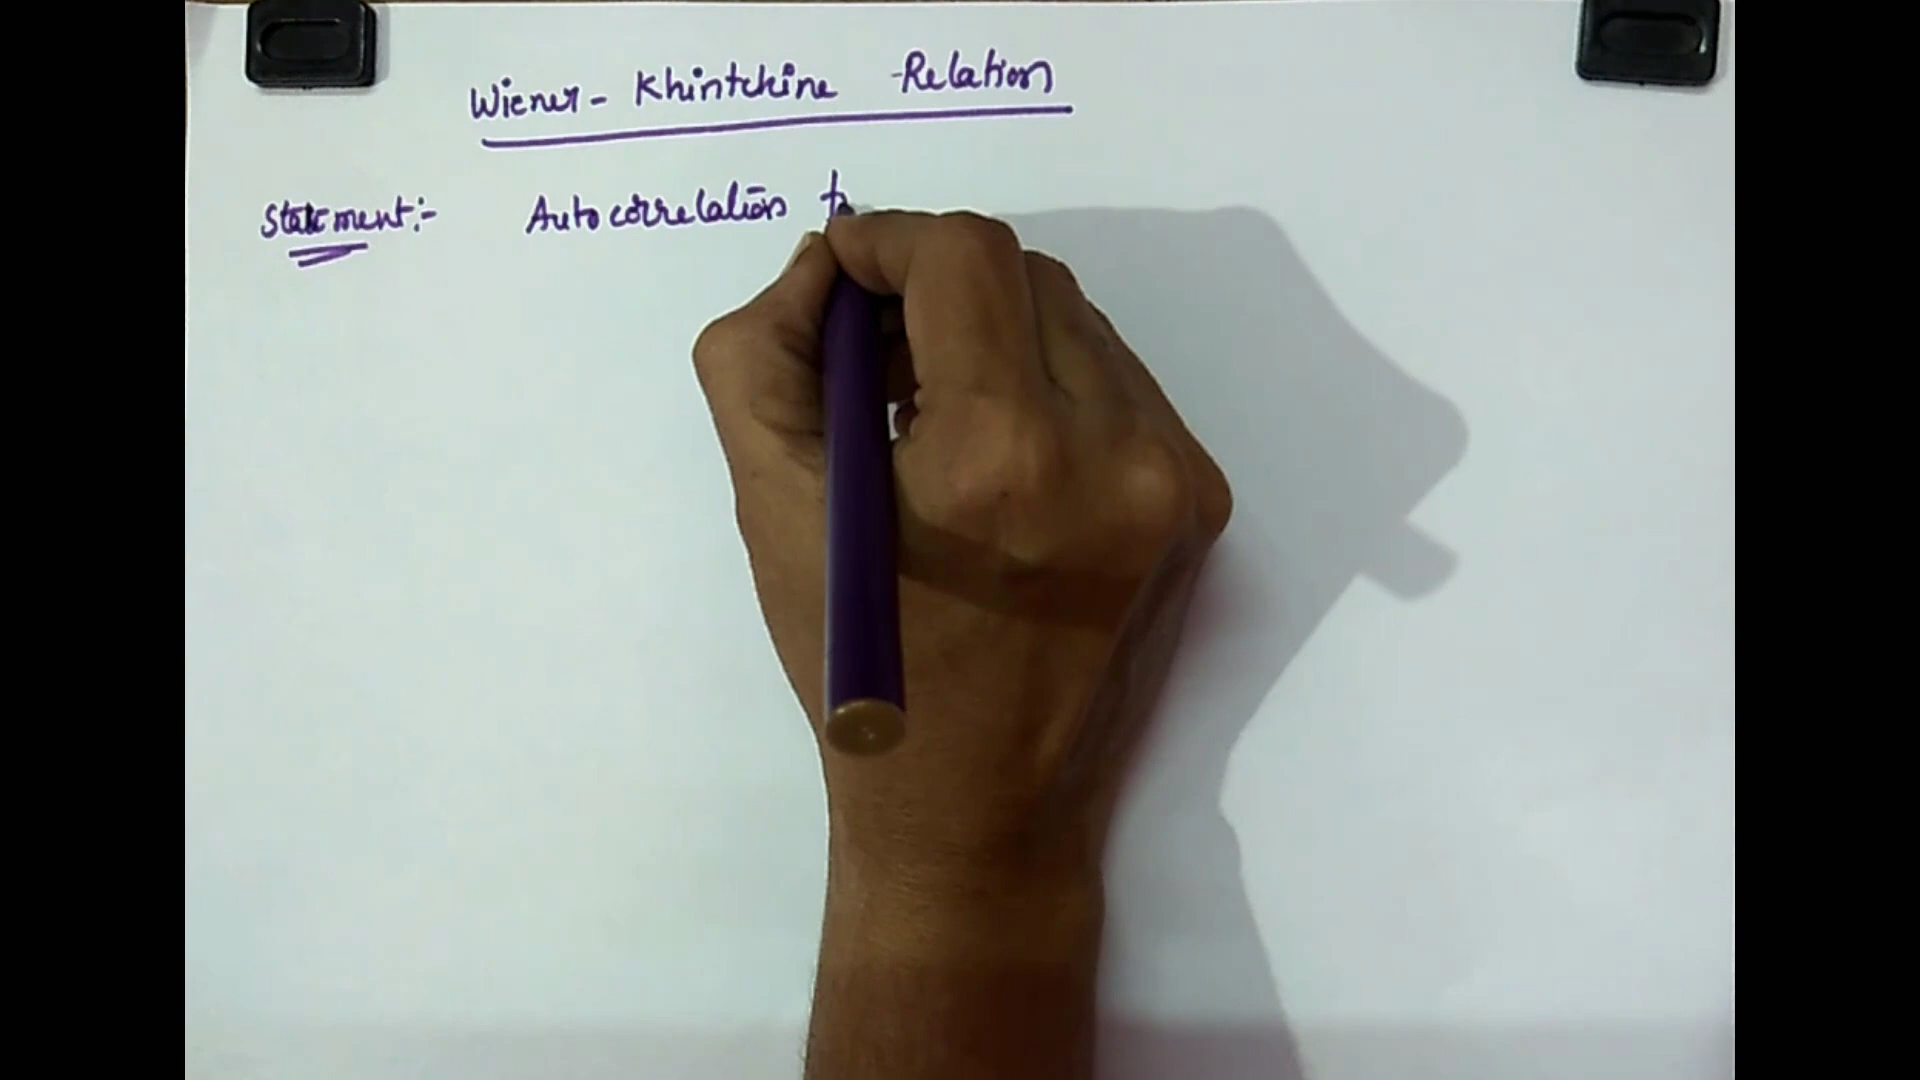 Wiener - Khintchine -Relation
Statement:- Autocorrelation